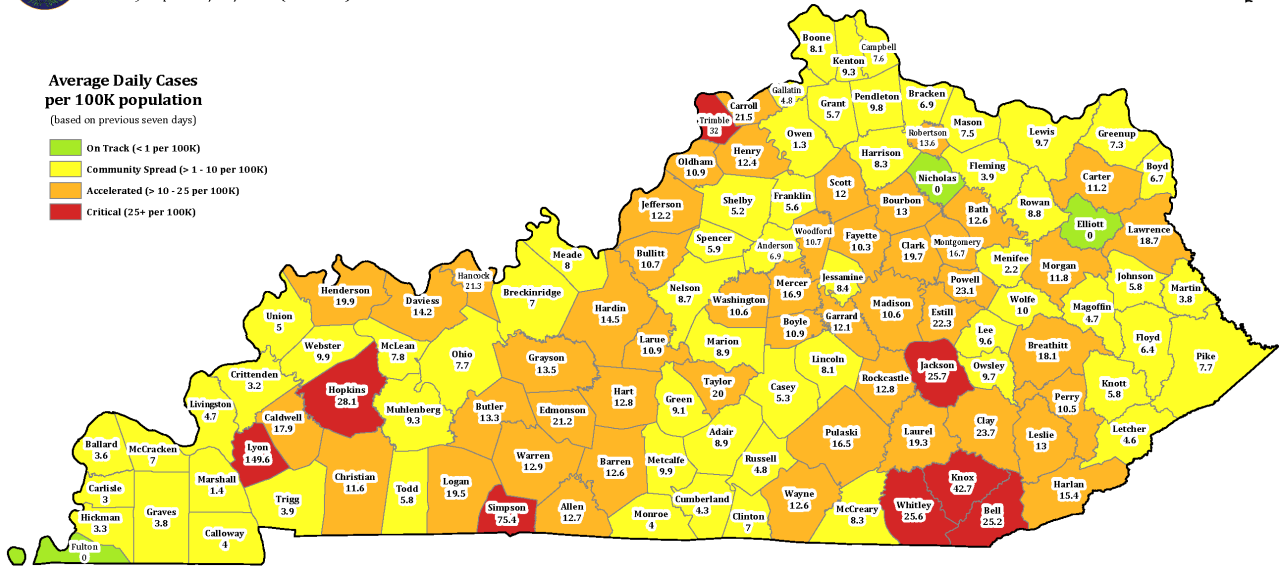 Average Daily Cases
per 100K population
(based on previous seven days)
On Track (< 1 per 100K)
Community Spread (> 1 - 10 per 100K)
Accelerated (> 10 - 25 per 100K)
Critical (25+ per 100K)
Boone
8.1
Kenton
9.3
Campbell
7.6
Gallatin
4.8
Carroll
21.5
Trimble
32
Grant
5.7
Pendleton
9.8
Bracken
6.9
Mason
7.5
Robertson
13.6
Lewis
9.7
Greenup
7.3
Boyd
6.7
Owen
1.3
Henry
12.4
Oldham
10.9
Harrison
8.3
Nicholas
0
Fleming
3.9
Carter
11.2
Rowan
8.8
Elliott
0
Lawrence
18.7
Jefferson
12.2
Shelby
5.2
Franklin
5.6
Scott
12
Bourbon
13
Bath
12.6
Bullitt
10.7
Spencer
5.9
Anderson
6.9
Woodford
10.7
Fayette
10.3
Clark
19.7
Montgomery
16.7
Menifee
2.2
Morgan
11.8
Johnson
5.8
Martin
3.8
Meade
8
Hancock
21.3
Breckinridge
7
Henderson
19.9
Daviess
14.2
Union
5
Nelson
8.7
Washington
10.6
Mercer
16.9
Jessamine
8.4
Madison
10.6
Powell
23.1
Estill
22.3
Wolfe
10
Magoffin
4.7
Floyd
6.4
Pike
7.7
Hardin
14.5
Larue
10.9
Marion
8.9
Boyle
10.9
Garrard
12.1
Lee
9.6
Breathitt
18.1
Webster
9.9
McLean
7.8
Ohio
7.7
Grayson
13.5
Lincoln
8.1
Rockcastle
12.8
Jackson
25.7
Owsley
9.7
Knott
5.8
Crittenden
3.2
Hopkins
28.1
Muhlenberg
9.3
Butler
13.3
Edmonson
21.2
Hart
12.8
Green
9.1
Taylor
20
Casey
5.3
Perry
10.5
Letcher
4.6
Livingston
4.7
Caldwell
17.9
Lyon
149.6
Pulaski
16.5
Laurel
19.3
Clay
23.7
Leslie
13
Adair
8.9
Russell
4.8
Metcalfe
9.9
Barren
12.6
Warren
12.9
Ballard
3.6
McCracken
7
Carlisle
3
Marshall
1.4
Trigg
3.9
Christian
11.6
Todd
5.8
Logan
19.5
Simpson
75.4
Allen
12.7
Monroe
4
Cumberland
4.3
Clinton
7
Wayne
12.6
McCreary
8.3
Whitley
25.6
Knox
42.7
Bell
25.2
Harlan
15.4
Hickman
3.3
Graves
3.8
Calloway
4
Fulton
0